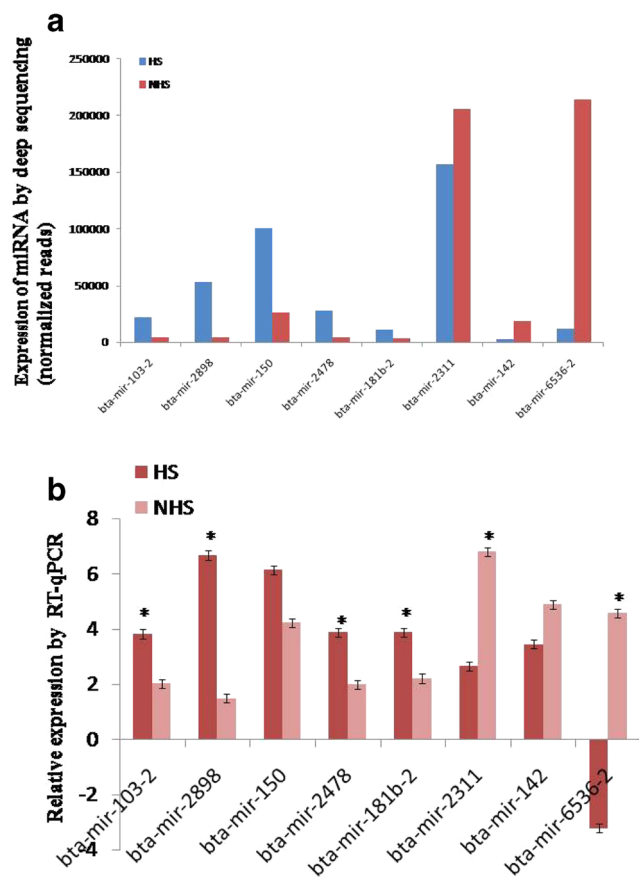 a
Expression of miRNA by deep sequencing
(normalized reads)
250000
200000
150000
100000
50000
0
HS
NHS
bta-mir-103-2
bta-mir-2898
bta-mir-150
bta-mir-2478
bta-mir-181b-2
bta-mir-2311
bta-mir-142
bta-mir-6536-2
b
HS
NHS
Relative expression by RT-qPCR
8
6
4
2
0
-2
4
*
*
*
*
*
*
bta-mir-103-2
bta-mir-2898
bta-mir-150
bta-mir-2478
bta-mir-181b-2
bta-mir-2311
bta-mir-142
bta-mir-6536-2